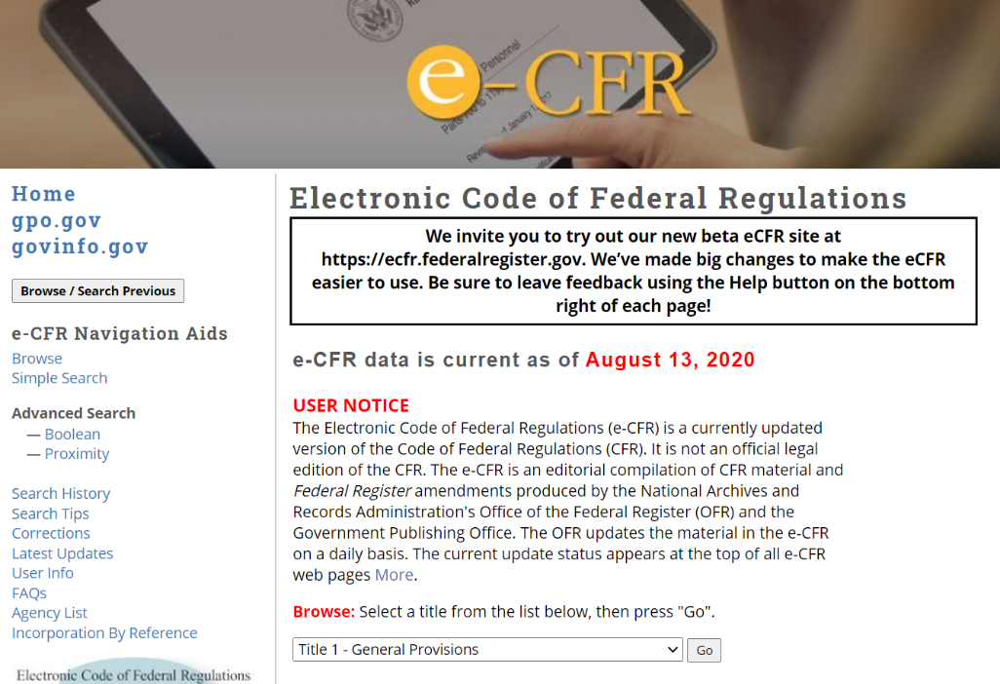 Personnel
e-CFR
Home
gpo.gov
govinfo.gov
Browse / Search Previous
e-CFR Navigation Aids
Browse
Simple Search
Advanced Search
— Boolean
— Proximity
Search History
Search Tips
Corrections
Latest Updates
User Info
FAQs
Agency List
Incorporation By Reference
Electronic Code of Federal Regulations
Electronic Code of Federal Regulations
We invite you to try out our new beta eCFR site at
https://ecfr.federalregister.gov. We’ve made big changes to make the eCFR
easier to use. Be sure to leave feedback using the Help button on the bottom
right of each page!
e-CFR data is current as of August 13, 2020
USER NOTICE
The Electronic Code of Federal Regulations (e-CFR) is a currently updated
version of the Code of Federal Regulations (CFR). It is not an official legal
edition of the CFR. The e-CFR is an editorial compilation of CFR material and
Federal Register amendments produced by the National Archives and
Records Administration's Office of the Federal Register (OFR) and the
Government Publishing Office. The OFR updates the material in the e-CFR
on a daily basis. The current update status appears at the top of all e-CFR
web pages More.
Browse: Select a title from the list below, then press "Go".
Title 1 - General Provisions
Go